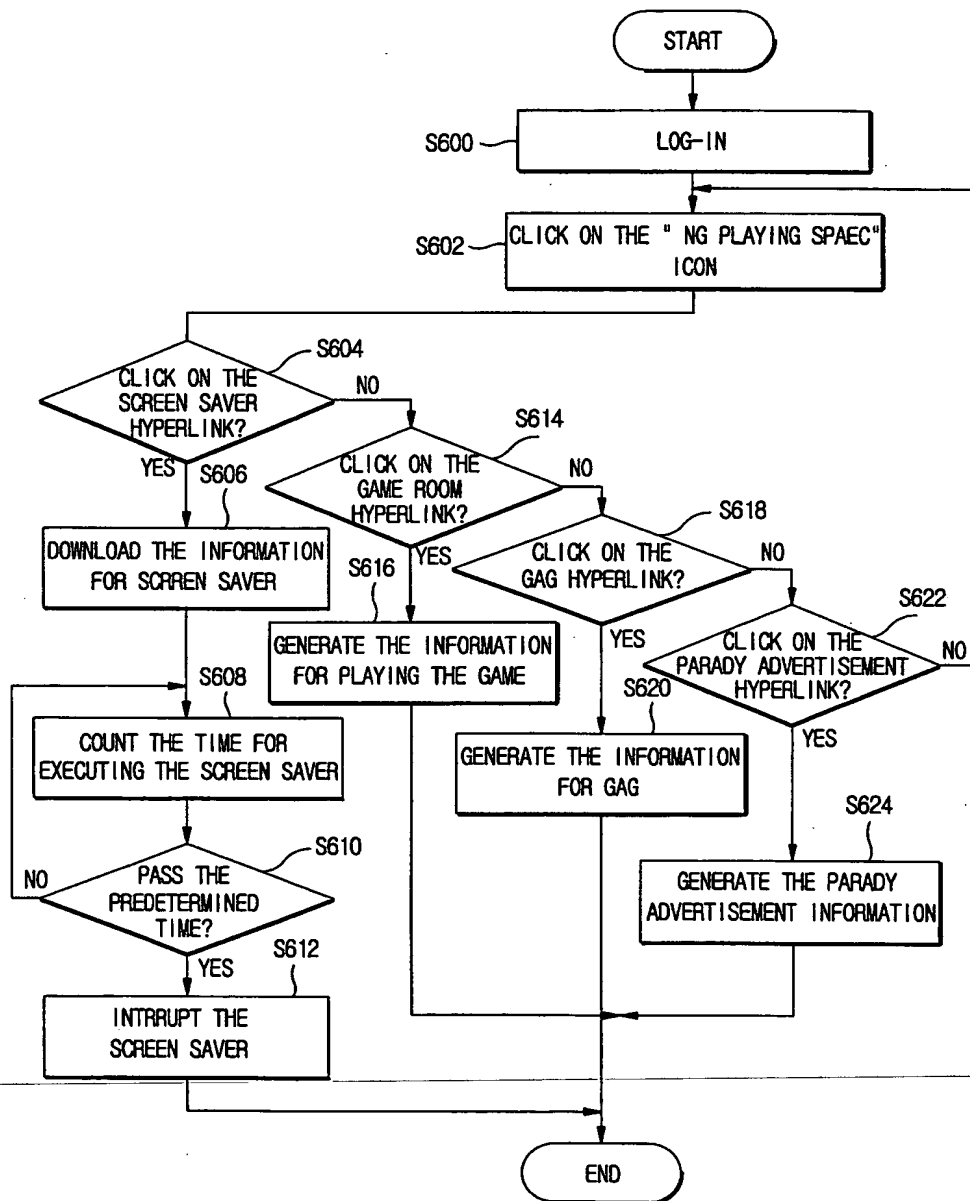 START
S600
LOG-IN
S602
CLICK ON THE " NG PLAYING SPAEC"
ICON
S604
CLICK ON THE
SCREEN SAVER
HYPERLINK?
NO
YES
S606
DOWNLOAD THE INFORMATION
FOR SCRREN SAVER
S614
CLICK ON THE
GAME ROOM
HYPERLINK?
NO
YES
S616
GENERATE THE INFORMATION
FOR PLAYING THE GAME
S618
CLICK ON THE
GAG HYPERLINK?
NO
YES
S620
GENERATE THE INFORMATION
FOR GAG
S622
CLICK ON THE
PARADY ADVERTISEMENT
HYPERLINK?
NO
YES
S624
GENERATE THE PARADY
ADVERTISEMENT INFORMATION
S608
COUNT THE TIME FOR
EXECUTING THE SCREEN SAVER
S610
NO
PASS THE
PREDETERMINED
TIME?
YES
S612
INTRRUPT THE
SCREEN SAVER
END